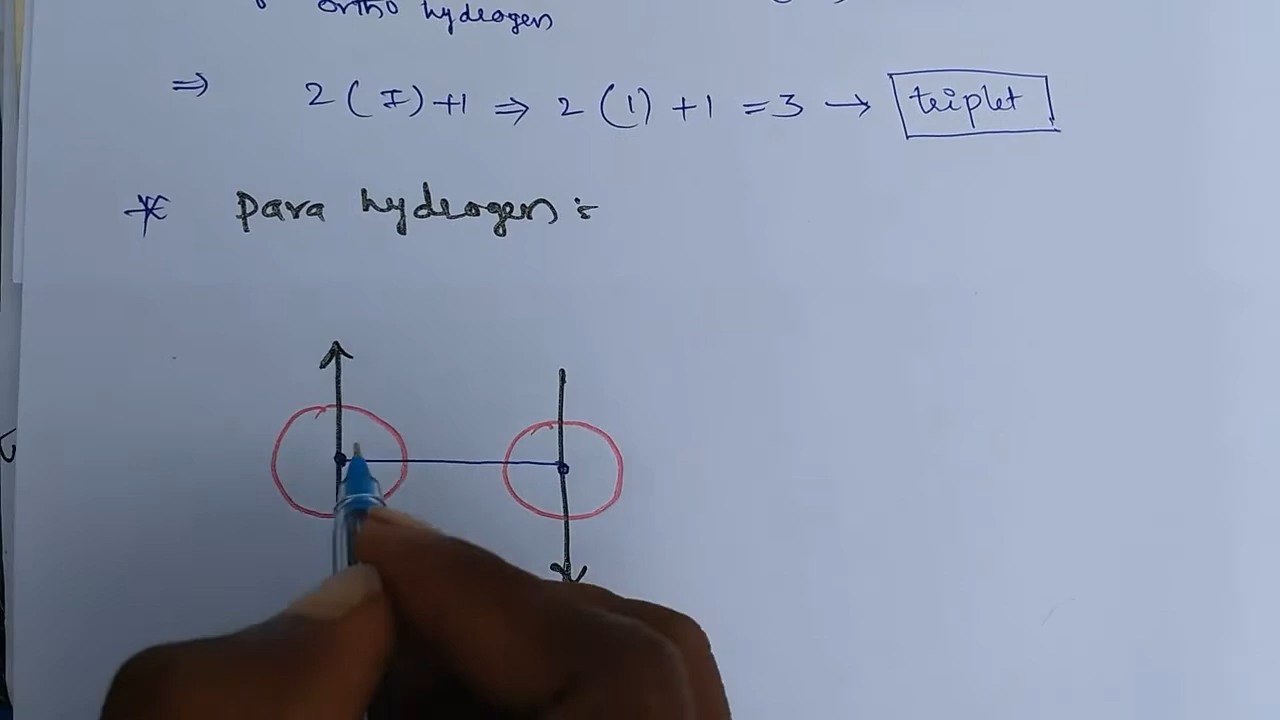 ortho hydrogen
⇒ 2 ( I ) +1 ⇒ 2 (1) +1 = 3 → triplet
* Para hydrogen :